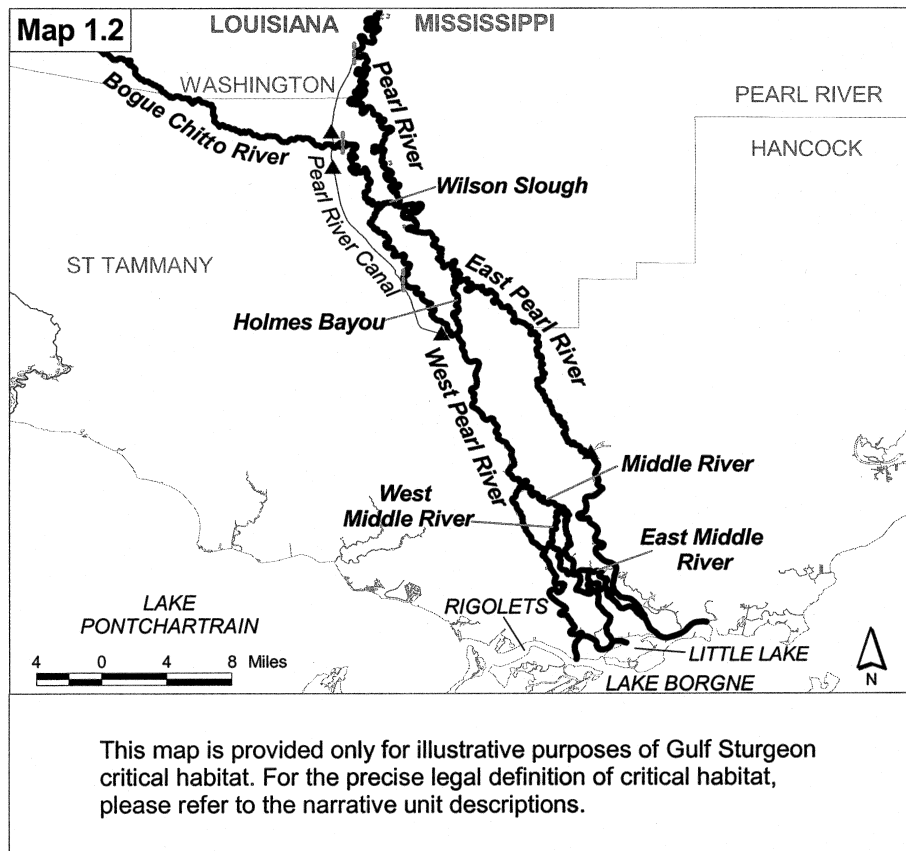 Map 1.2
LOUISIANA
MISSISSIPPI
WASHINGTON
Pearl River
PEARL RIVER
Bogue Chitto River
HANCOCK
Wilson Slough
Pearl River Canal
ST TAMMANY
East Pearl River
Holmes Bayou
West Pearl River
Middle River
West
Middle River
East Middle
River
LAKE
PONTCHARTRAIN
RIGOLETS
LITTLE LAKE
LAKE BORGNE
4 0 4 8 Miles
N
This map is provided only for illustrative purposes of Gulf Sturgeon
critical habitat. For the precise legal definition of critical habitat,
please refer to the narrative unit descriptions.